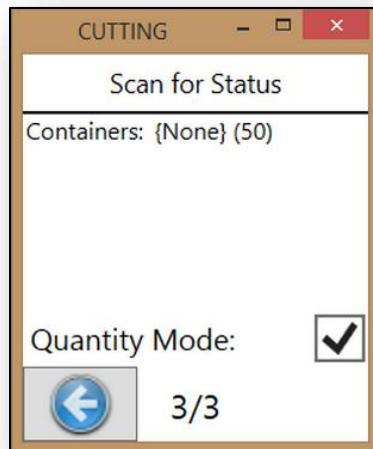 CUTTING
Scan for Status
Containers: {None} (50)
Quantity Mode:
3/3